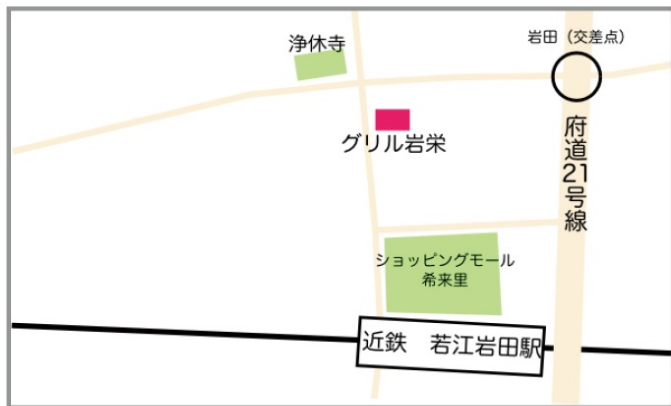 岩田（交差点）
浄休寺
グリル岩栄
府道21号線
ショッピングモール
希来里
近鉄　若江岩田駅